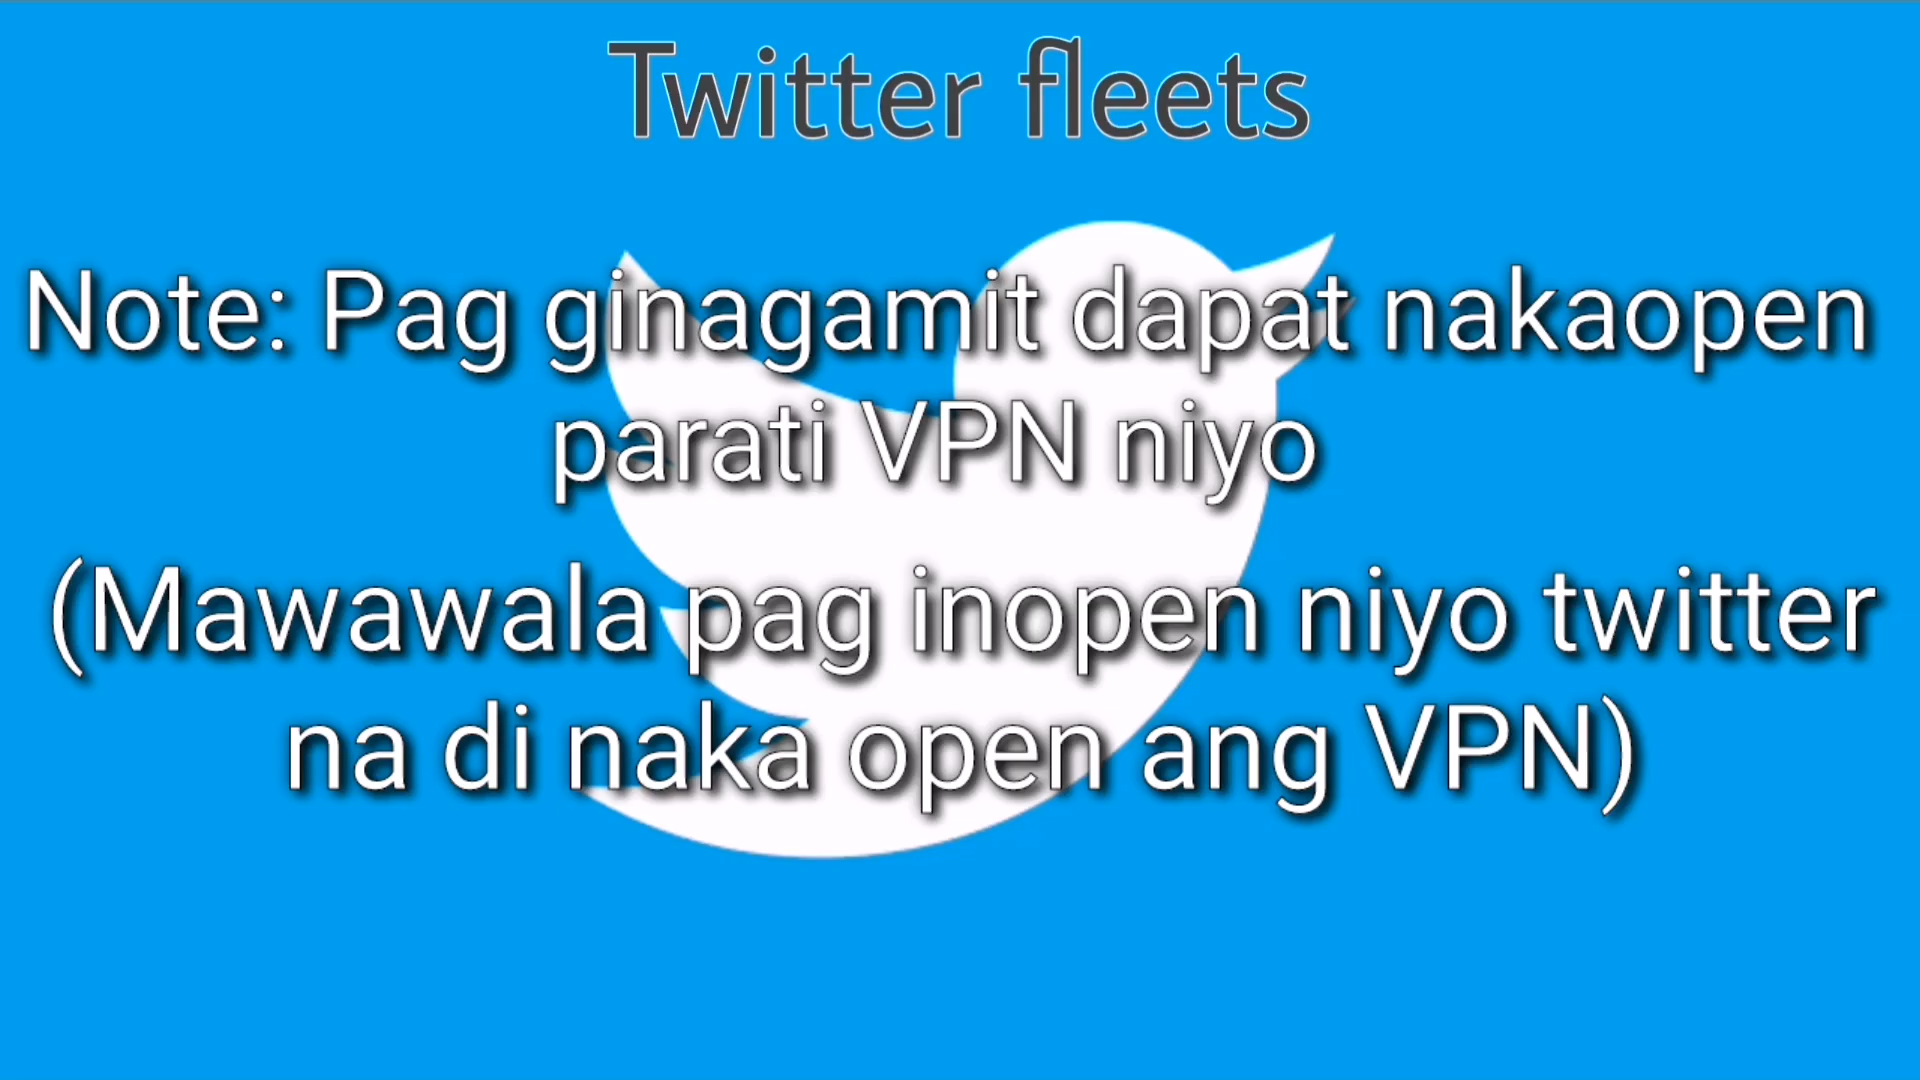 Twitter fleets
Note: Pag ginagamit dapat nakaopen
parati VPN niyo
(Mawawala pag inopen niyo twitter
na di naka open ang VPN)